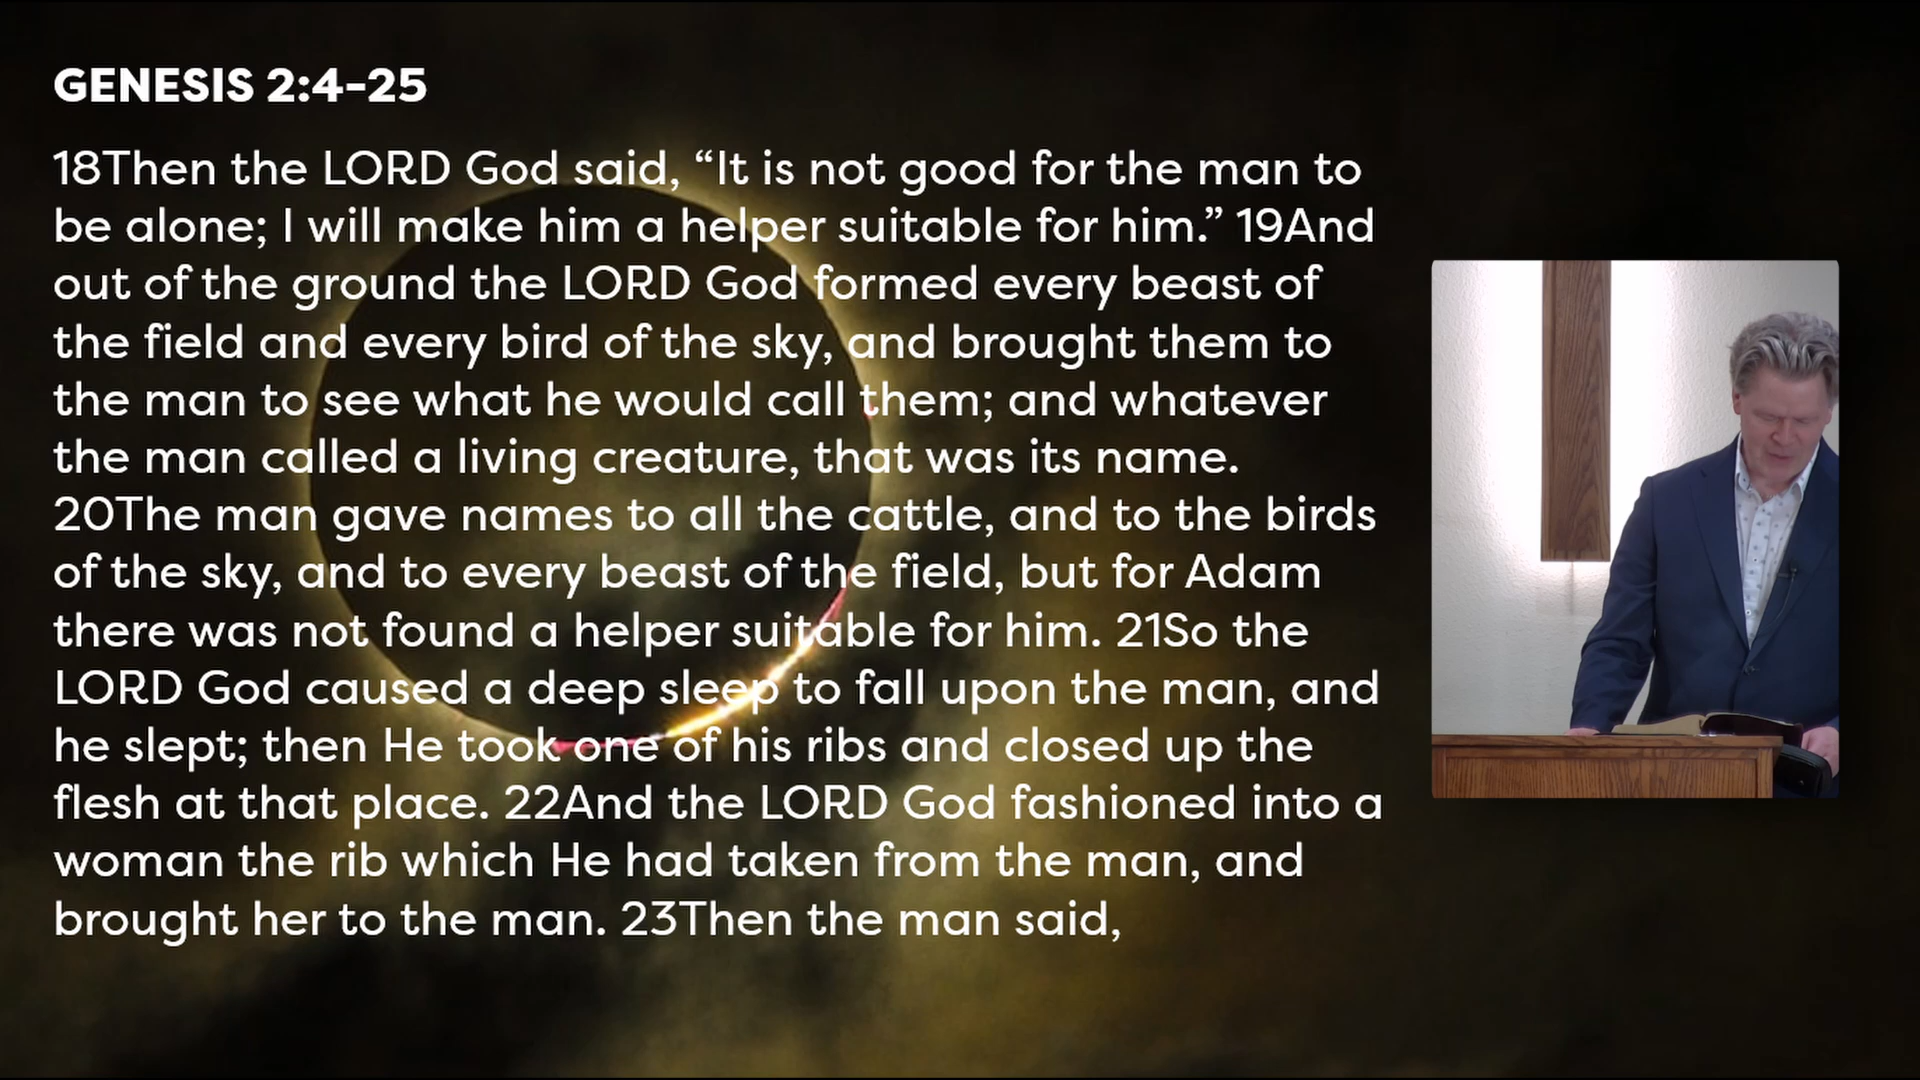 GENESIS 2:4-25
18Then the LORD God said, “It is not good for the man to
be alone; I will make him a helper suitable for him.” 19And
out of the ground the LORD God formed every beast of
the field and every bird of the sky, and brought them to
the man to see what he would call them; and whatever
the man called a living creature, that was its name.
20The man gave names to all the cattle, and to the birds
of the sky, and to every beast of the field, but for Adam
there was not found a helper suitable for him. 21So the
LORD God caused a deep sleep to fall upon the man, and
he slept; then He took one of his ribs and closed up the
flesh at that place. 22And the LORD God fashioned into a
woman the rib which He had taken from the man, and
brought her to the man. 23Then the man said,